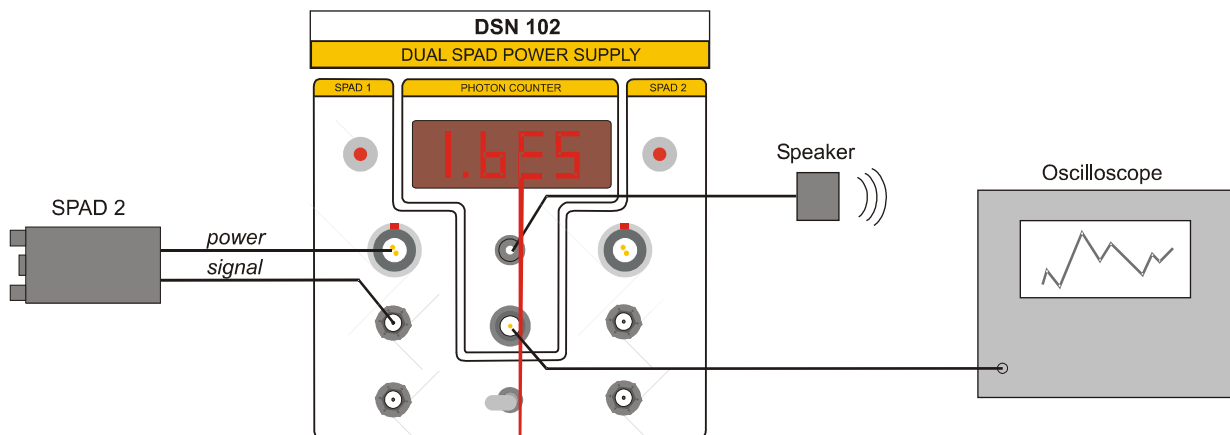 DSN 102
DUAL SPAD POWER SUPPLY
SPAD 1
PHOTON COUNTER
SPAD 2
1.6E5
Speaker
Oscilloscope
SPAD 2
power
signal